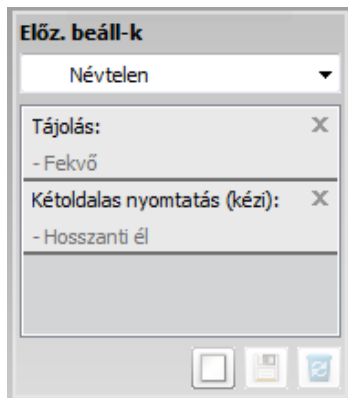 Előz. beáll-k
Névtelen
Tájolás:
- Fekvő
Kétoldalas nyomtatás (kézi):
- Hosszanti él